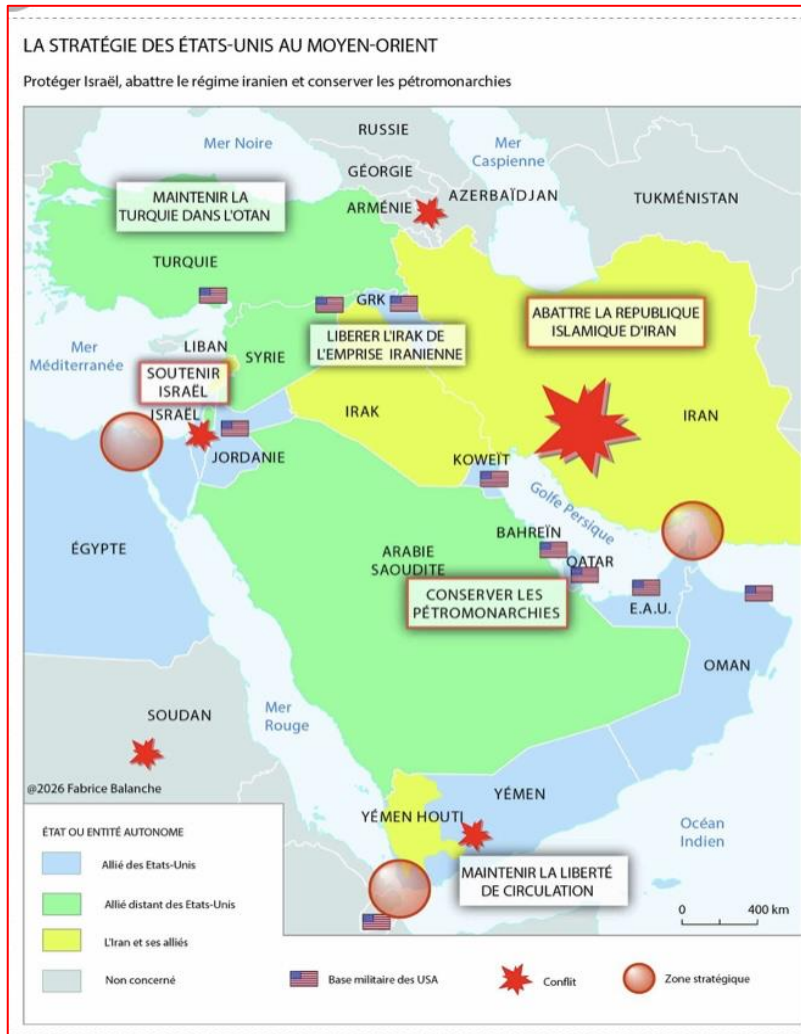 LA STRATÉGIE DES ÉTATS-UNIS AU MOYEN-ORIENT
Protéger Israël, abattre le régime iranien et conserver les pétromonarchies
RUSSIE
Mer Noire
Mer
Caspienne
GÉORGIE
MAINTENIR LA
TURQUIE DANS L'OTAN
ARMÉNIE
AZERBAÏDJAN
TUKMÉNISTAN
TURQUIE
GRK
ABATTRE LA REPUBLIQUE
ISLAMIQUE D'IRAN
LIBERER L'IRAK DE
L'EMPRISE IRANIENNE
Mer
Méditerranée
LIBAN
SYRIE
SOUTENIR
ISRAËL
ISRAËL
IRAK
IRAN
JORDANIE
KOWEÏT
Golfe Persique
ÉGYPTE
BAHREÏN
ARABIE
SAOUDITE
QATAR
CONSERVER LES
PÉTROMONARCHIES
E.A.U.
OMAN
Mer
Rouge
SOUDAN
@2026 Fabrice Balanche
YÉMEN
YÉMEN HOUTI
Océan
Indien
MAINTENIR LA LIBERTÉ
DE CIRCULATION
0 400 km
ÉTAT OU ENTITÉ AUTONOME
Allié des Etats-Unis
Allié distant des Etats-Unis
L'Iran et ses alliés
Non concerné
Base militaire des USA
Conflit
Zone stratégique